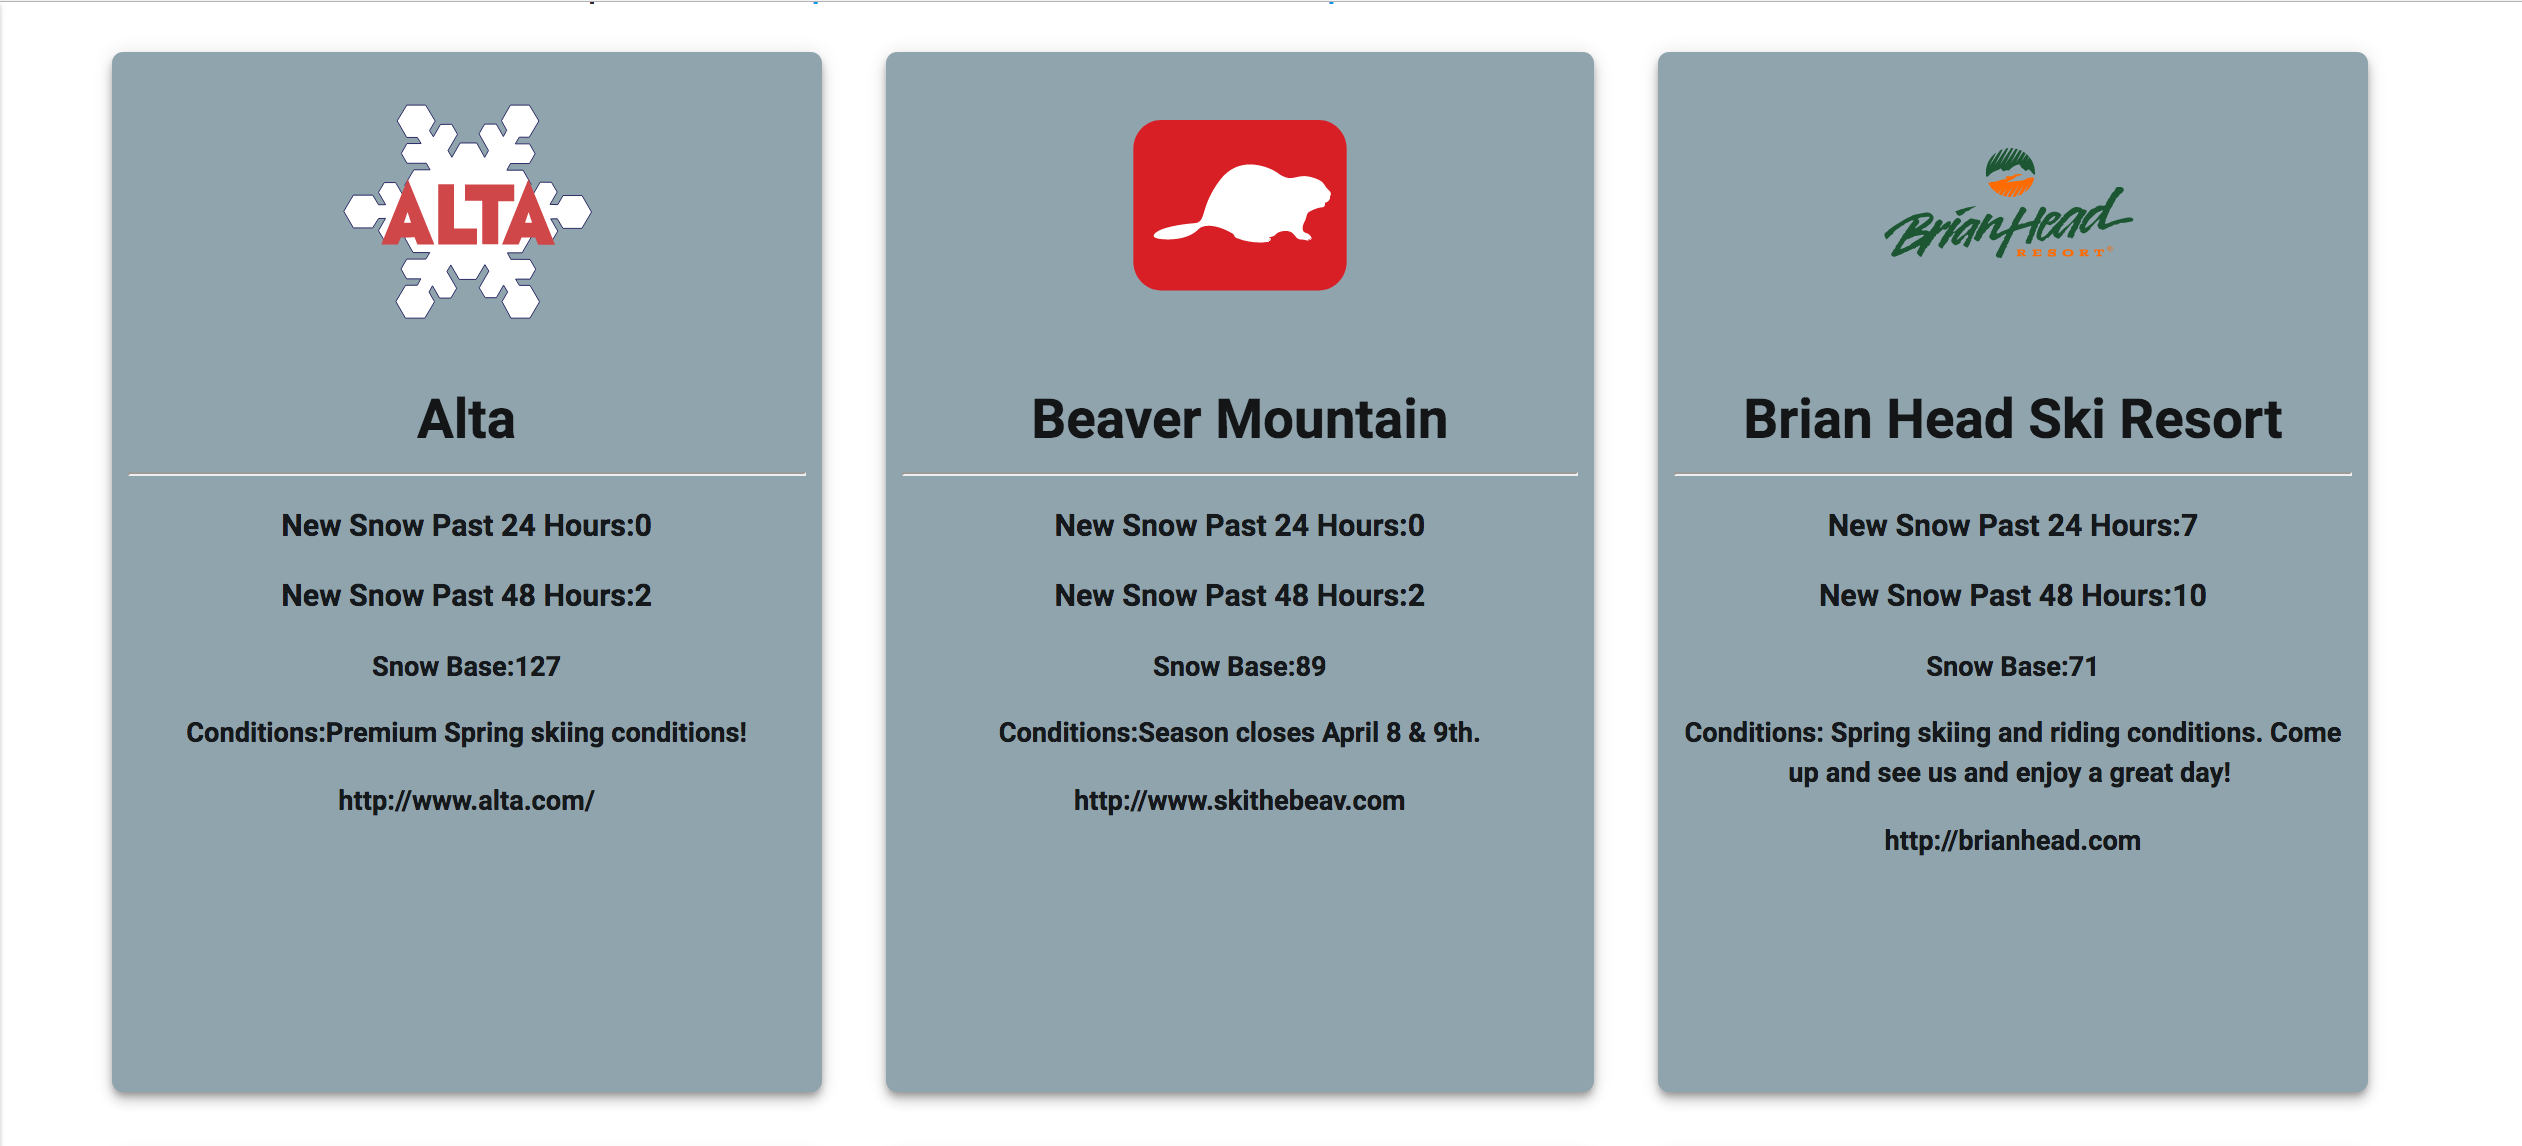 ALTA
Alta
New Snow Past 24 Hours:0
New Snow Past 48 Hours:2
Snow Base:127
Conditions:Premium Spring skiing conditions!
http://www.alta.com/
Beaver Mountain
New Snow Past 24 Hours:0
New Snow Past 48 Hours:2
Snow Base:89
Conditions:Season closes April 8 & 9th.
http://www.skithebeav.com
Brian Head
RESORT®
Brian Head Ski Resort
New Snow Past 24 Hours:7
New Snow Past 48 Hours:10
Snow Base:71
Conditions: Spring skiing and riding conditions. Come
up and see us and enjoy a great day!
http://brianhead.com